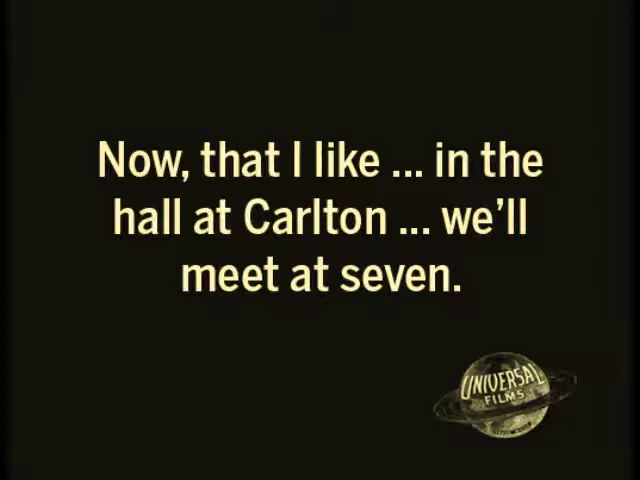 Now, that I like ... in the
hall at Carlton ... we'll
meet at seven.
UNIVERSAL
FILMS